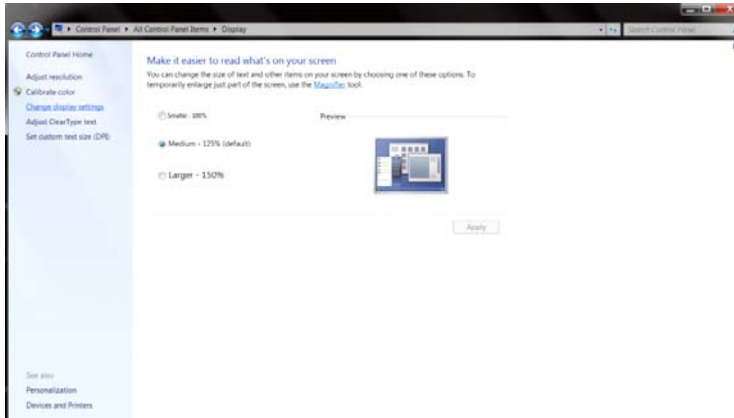 Control Panel ▸ All Control Panel Items ▸ Display
Search Control Panel
Control Panel Home
Adjust resolution
Calibrate color
Change display settings
Adjust ClearType text
Set custom text size (DPI)
Make it easier to read what's on your screen
You can change the size of text and other items on your screen by choosing one of these options. To
temporarily enlarge just part of the screen, use the Magnifier tool.
Smaller - 100%
Preview
Medium - 125% (default)
Larger - 150%
Apply
See also
Personalization
Devices and Printers